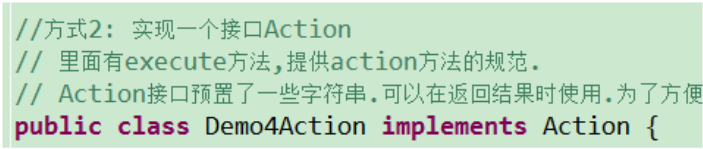 //方式2: 实现一个接口Action
// 里面有execute方法,提供action方法的规范.
// Action接口预置了一些字符串.可以在返回结果时使用.为了方便
public class Demo4Action implements Action {